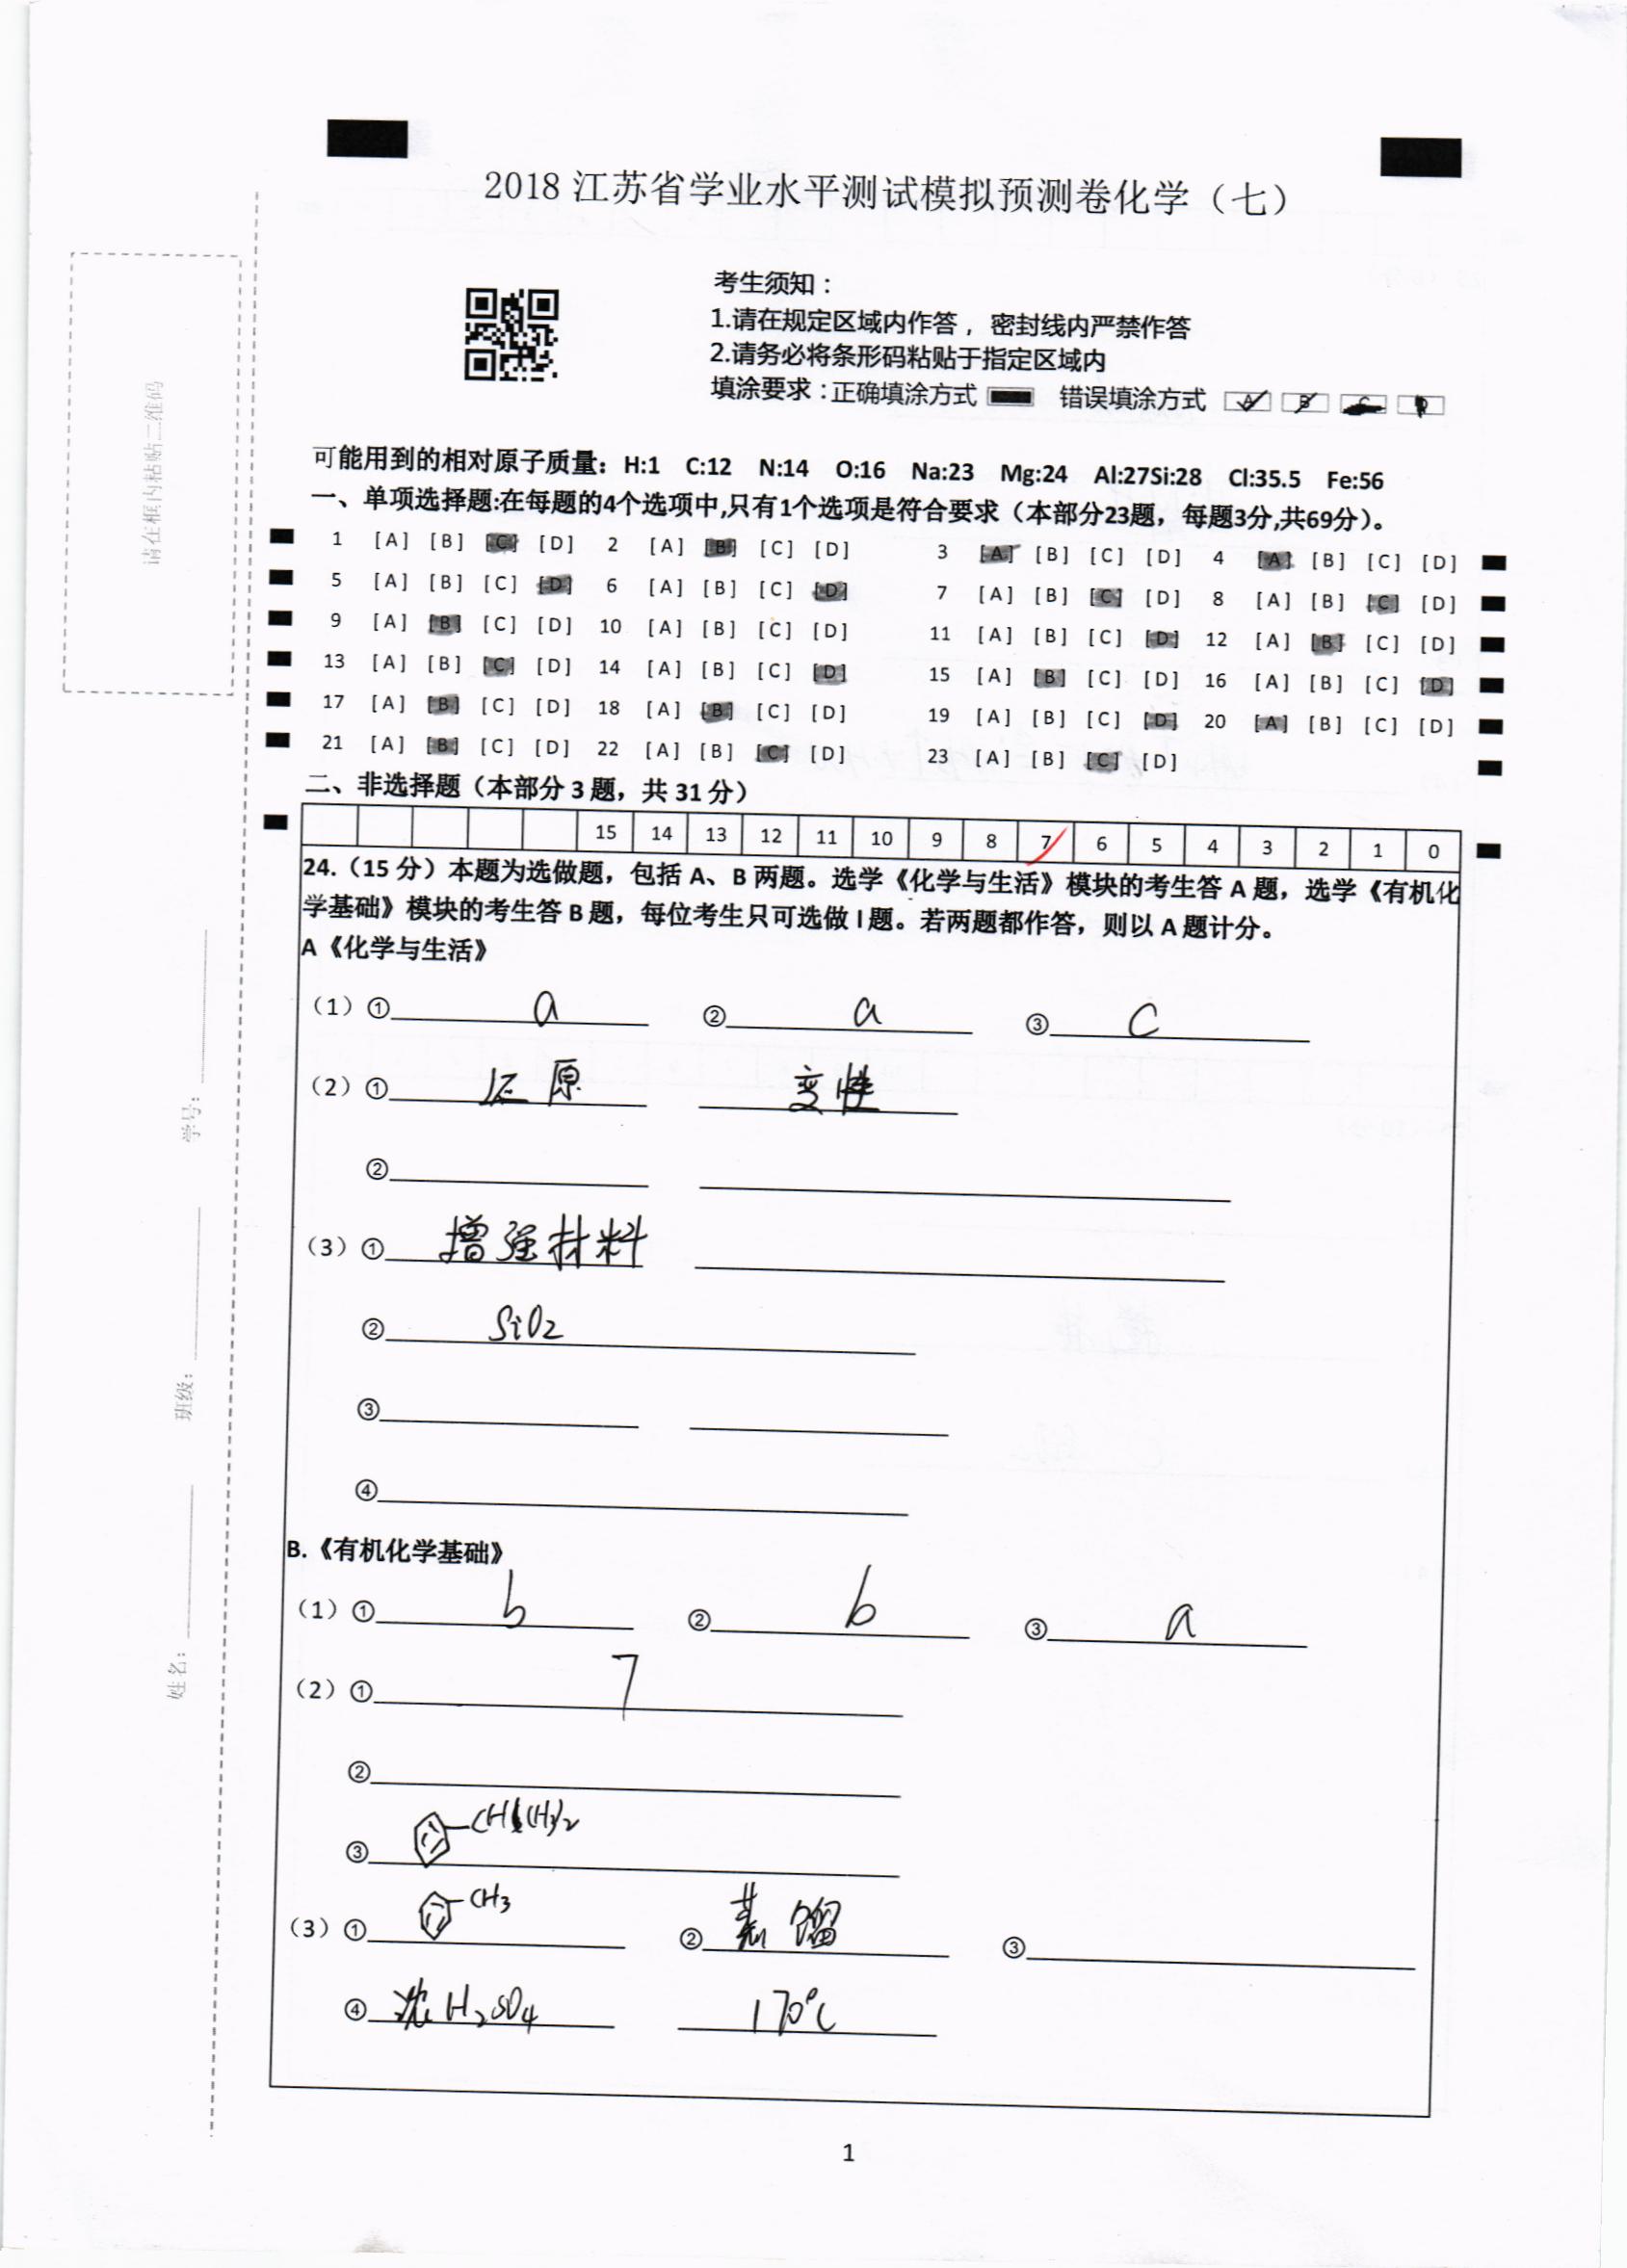 2018 江苏省学业水平测试模拟预测卷化学（七）
考生须知：
1.请在规定区域内作答，密封线内严禁作答
2.请务必将条形码粘贴于指定区域内
填涂要求：正确填涂方式 错误填涂方式 A B C D
请在框内粘贴二维码
可能用到的相对原子质量：H:1 C:12 N:14 O:16 Na:23 Mg:24 Al:27Si:28 Cl:35.5 Fe:56
一、单项选择题:在每题的4个选项中,只有1个选项是符合要求（本部分23题，每题3分,共69分）。
1 [A] [B] [C] [D] 2 [A] [B] [C] [D] 3 [A] [B] [C] [D] 4 [A] [B] [C] [D]
5 [A] [B] [C] [D] 6 [A] [B] [C] [D] 7 [A] [B] [C] [D] 8 [A] [B] [C] [D]
9 [A] [B] [C] [D] 10 [A] [B] [C] [D] 11 [A] [B] [C] [D] 12 [A] [B] [C] [D]
13 [A] [B] [C] [D] 14 [A] [B] [C] [D] 15 [A] [B] [C] [D] 16 [A] [B] [C] [D]
17 [A] [B] [C] [D] 18 [A] [B] [C] [D] 19 [A] [B] [C] [D] 20 [A] [B] [C] [D]
21 [A] [B] [C] [D] 22 [A] [B] [C] [D] 23 [A] [B] [C] [D]
二、非选择题（本部分 3 题，共 31 分）
15 14 13 12 11 10 9 8 7 6 5 4 3 2 1 0
24.（15 分）本题为选做题，包括 A、B 两题。选学《化学与生活》模块的考生答 A 题，选学《有机化
学基础》模块的考生答 B 题，每位考生只可选做 1 题。若两题都作答，则以 A 题计分。
A《化学与生活》
（1）① a ② a ③ C
（2）① 还原 变性
②
（3）① 增强材料
② SiO2
③
④
B.《有机化学基础》
（1）① b ② b ③ a
（2）① 7
②
③ CH(CH3)2
（3）① CH3 ② 蒸馏 ③
④ 浓H2SO4 170℃
学号：
班级：
姓名：
1